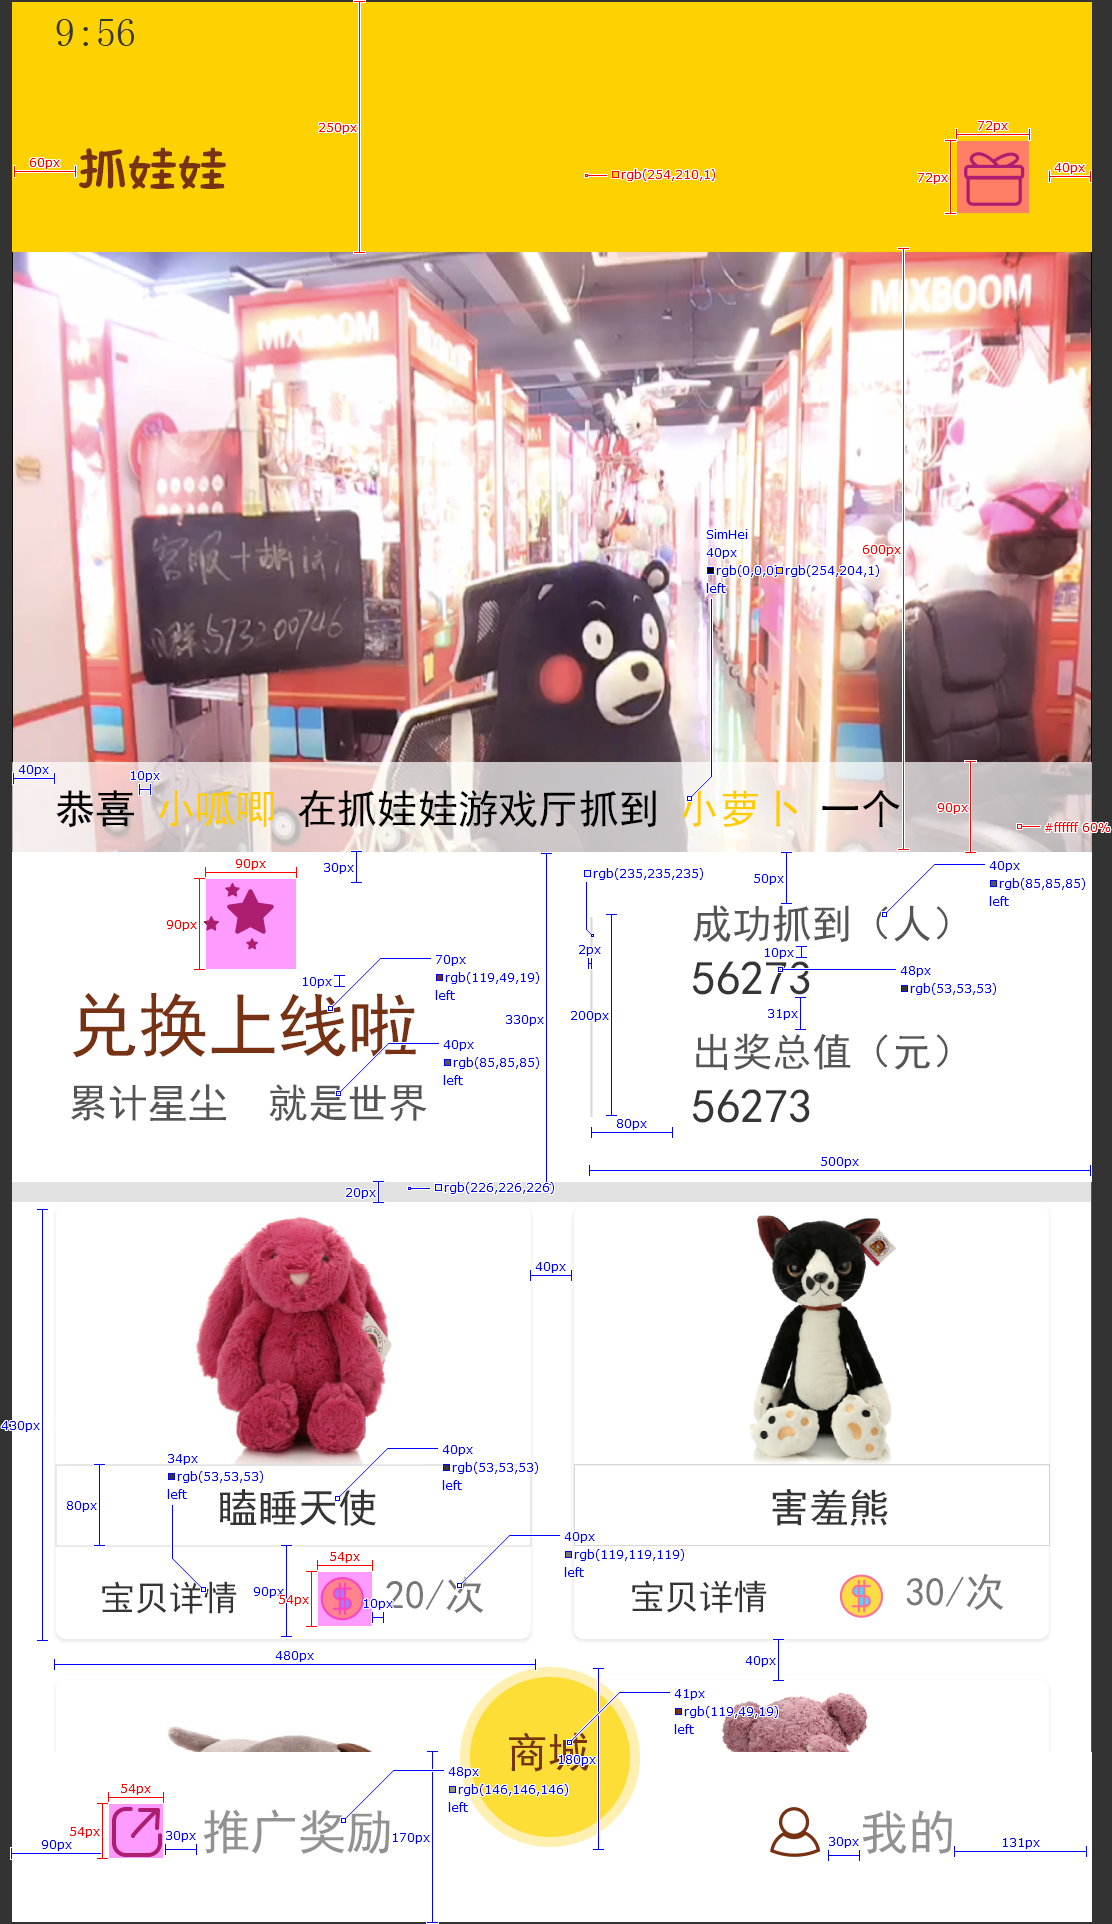 9:56
250px
72px
60px
抓娃娃
rgb(254,210,1)
72px
40px
MIXBOOM
MIXBOOM
SimHei
40px
600px
rgb(0,0,0)
rgb(254,204,1)
left
573200746
40px
10px
恭喜 小呱唧 在抓娃娃游戏厅抓到 小萝卜 一个
90px
#ffffff 60%
90px
30px
rgb(235,235,235)
50px
40px
rgb(85,85,85)
left
90px
成功抓到（人）
2px
10px
70px
rgb(119,49,19)
left
10px
56273
48px
rgb(53,53,53)
兑换上线啦
330px
200px
31px
40px
rgb(85,85,85)
left
出奖总值（元）
累计星尘 就是世界
56273
80px
500px
20px
rgb(226,226,226)
40px
430px
34px
rgb(53,53,53)
left
40px
rgb(53,53,53)
left
80px
瞌睡天使
害羞熊
40px
rgb(119,119,119)
left
54px
宝贝详情
90px
54px
$
10px
20/次
宝贝详情
$
30/次
480px
40px
41px
rgb(119,49,19)
left
商城
180px
48px
rgb(146,146,146)
left
54px
54px
90px
30px
推广奖励
170px
30px
我的
131px